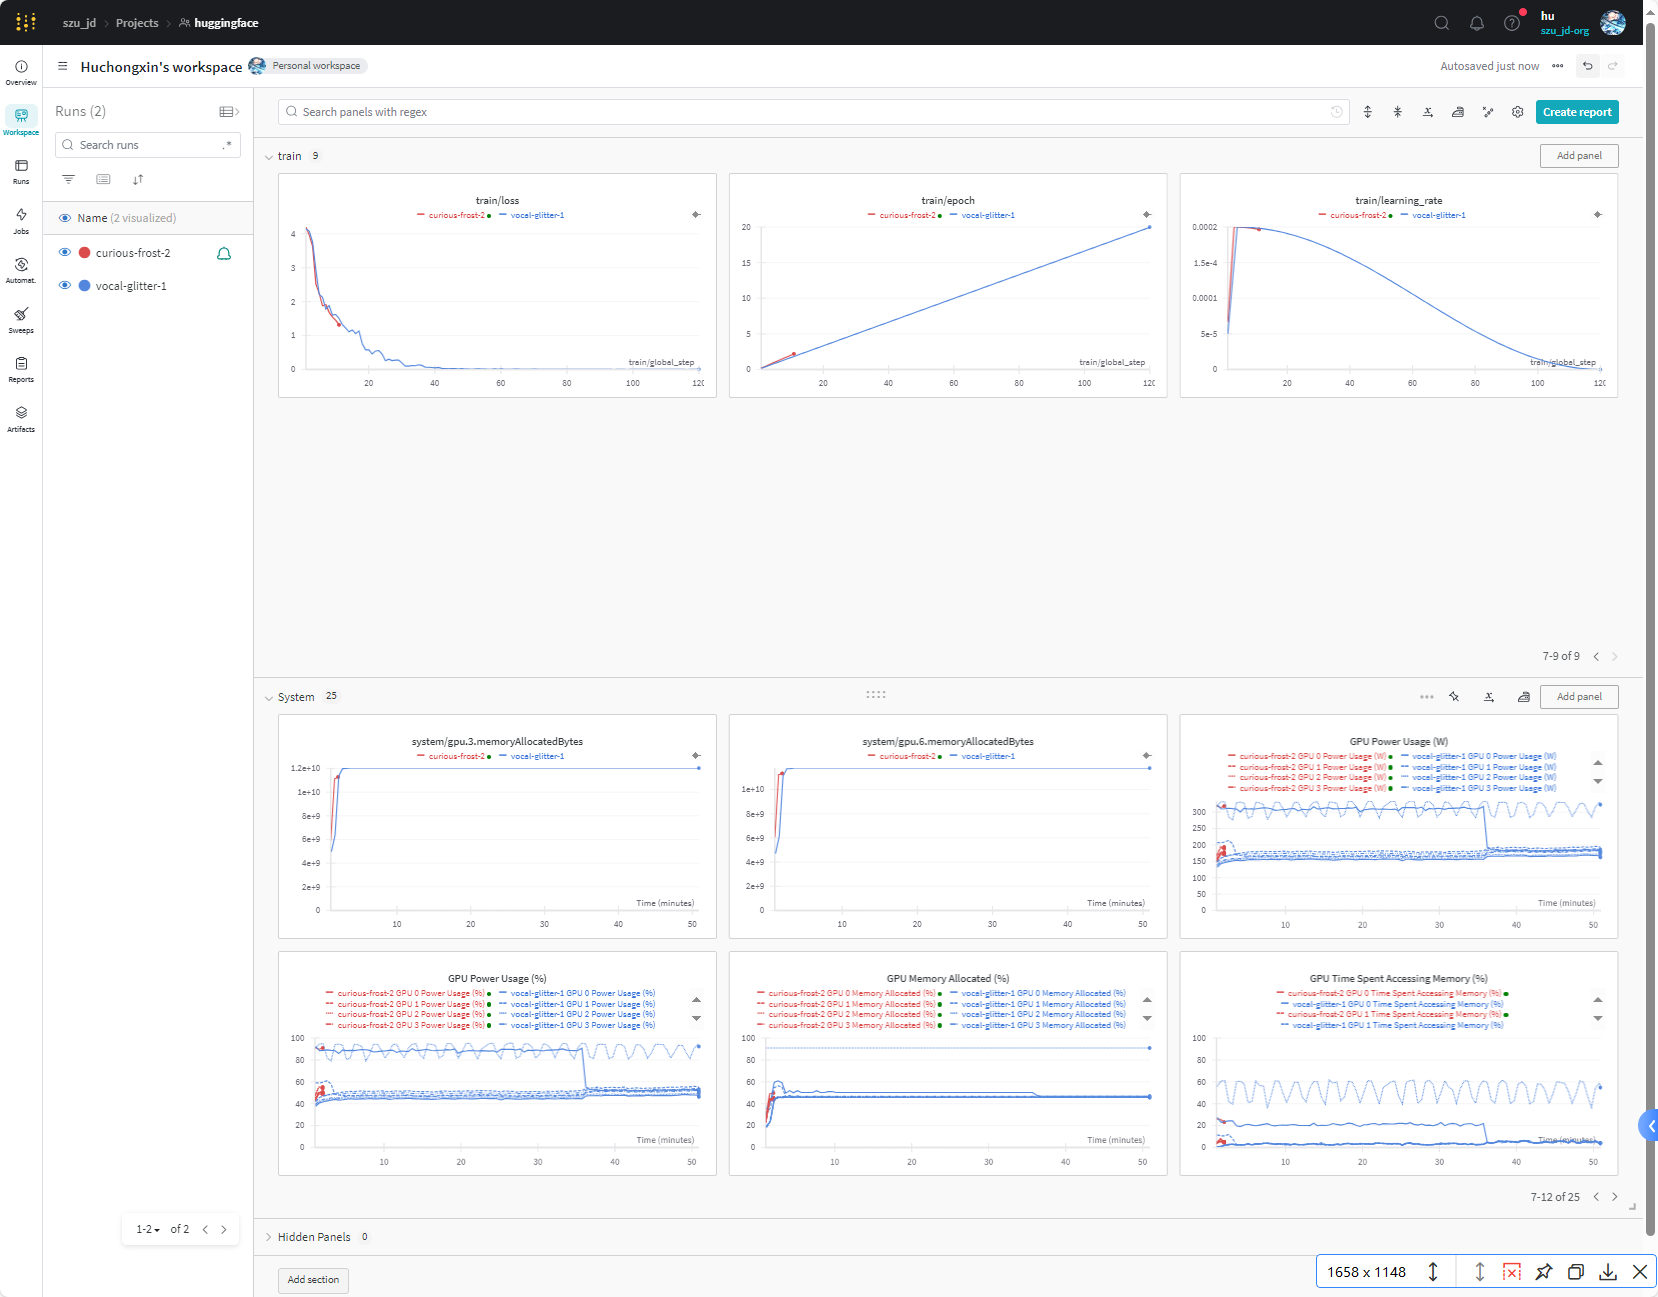 szu_jd > Projects > huggingface
hu
szu_jd-org
Huchongxin's workspace
Personal workspace
Autosaved just now
Overview
Workspace
Runs
Jobs
Automat.
Sweeps
Reports
Artifacts
Runs (2)
Search runs
.*
Name (2 visualized)
curious-frost-2
vocal-glitter-1
1-2 of 2
Search panels with regex
Create report
train 9
Add panel
train/loss
curious-frost-2 vocal-glitter-1
4
3
2
1
0
train/global_step
20 40 60 80 100 120
train/epoch
curious-frost-2 vocal-glitter-1
20
15
10
5
0
train/global_step
20 40 60 80 100 120
train/learning_rate
curious-frost-2 vocal-glitter-1
0.0002
1.5e-4
0.0001
5e-5
0
train/global_step
20 40 60 80 100 120
7-9 of 9
System 25
Add panel
system/gpu.3.memoryAllocatedBytes
curious-frost-2 vocal-glitter-1
1.2e+10
1e+10
8e+9
6e+9
4e+9
2e+9
0
Time (minutes)
10 20 30 40 50
system/gpu.6.memoryAllocatedBytes
curious-frost-2 vocal-glitter-1
1e+10
8e+9
6e+9
4e+9
2e+9
0
Time (minutes)
10 20 30 40 50
GPU Power Usage (W)
curious-frost-2 GPU 0 Power Usage (W) vocal-glitter-1 GPU 0 Power Usage (W)
curious-frost-2 GPU 1 Power Usage (W) vocal-glitter-1 GPU 1 Power Usage (W)
curious-frost-2 GPU 2 Power Usage (W) vocal-glitter-1 GPU 2 Power Usage (W)
curious-frost-2 GPU 3 Power Usage (W) vocal-glitter-1 GPU 3 Power Usage (W)
300
250
200
150
100
50
0
Time (minutes)
10 20 30 40 50
GPU Power Usage (%)
curious-frost-2 GPU 0 Power Usage (%) vocal-glitter-1 GPU 0 Power Usage (%)
curious-frost-2 GPU 1 Power Usage (%) vocal-glitter-1 GPU 1 Power Usage (%)
curious-frost-2 GPU 2 Power Usage (%) vocal-glitter-1 GPU 2 Power Usage (%)
curious-frost-2 GPU 3 Power Usage (%) vocal-glitter-1 GPU 3 Power Usage (%)
100
80
60
40
20
0
Time (minutes)
10 20 30 40 50
GPU Memory Allocated (%)
curious-frost-2 GPU 0 Memory Allocated (%) vocal-glitter-1 GPU 0 Memory Allocated (%)
curious-frost-2 GPU 1 Memory Allocated (%) vocal-glitter-1 GPU 1 Memory Allocated (%)
curious-frost-2 GPU 2 Memory Allocated (%) vocal-glitter-1 GPU 2 Memory Allocated (%)
curious-frost-2 GPU 3 Memory Allocated (%) vocal-glitter-1 GPU 3 Memory Allocated (%)
100
80
60
40
20
0
Time (minutes)
10 20 30 40 50
GPU Time Spent Accessing Memory (%)
curious-frost-2 GPU 0 Time Spent Accessing Memory (%)
vocal-glitter-1 GPU 0 Time Spent Accessing Memory (%)
curious-frost-2 GPU 1 Time Spent Accessing Memory (%)
vocal-glitter-1 GPU 1 Time Spent Accessing Memory (%)
100
80
60
40
20
0
Time (minutes)
10 20 30 40 50
7-12 of 25
Hidden Panels 0
Add section
1658 x 1148